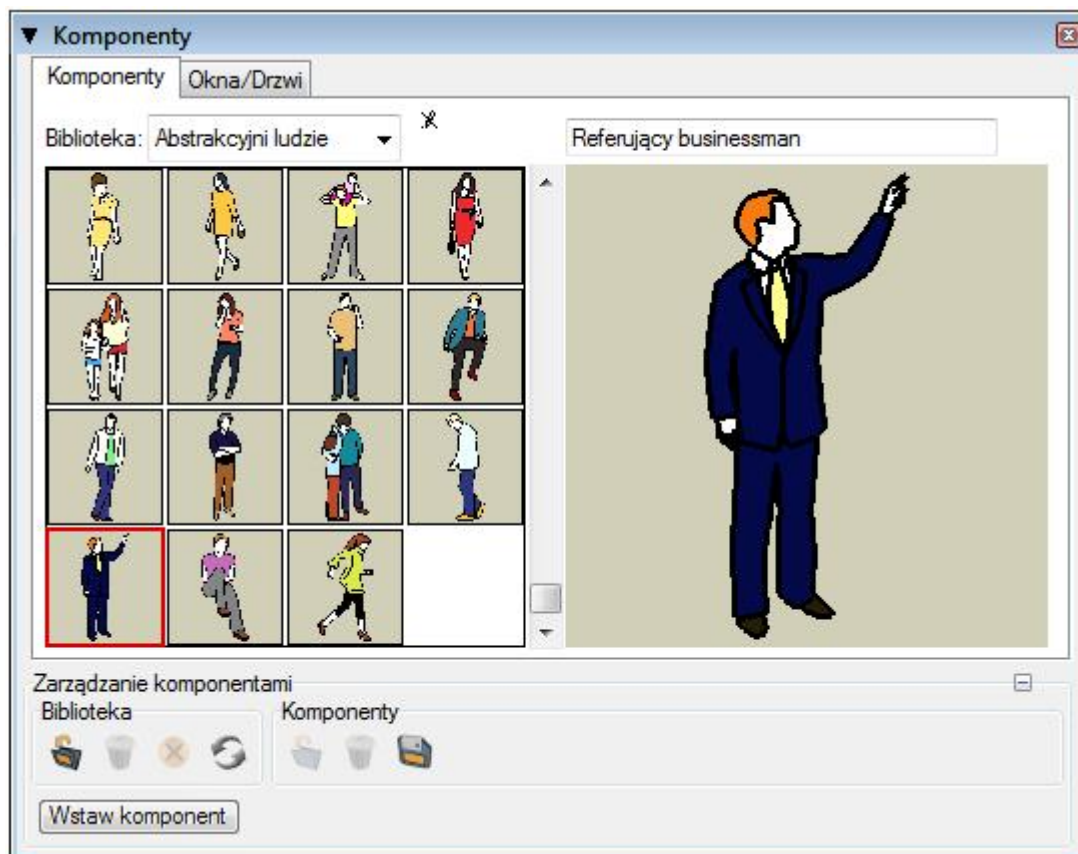 Komponenty
Komponenty Okna/Drzwi
Biblioteka: Abstrakcyjni ludzie Referujący businessman
Zarządzanie komponentami
Biblioteka Komponenty
Wstaw komponent